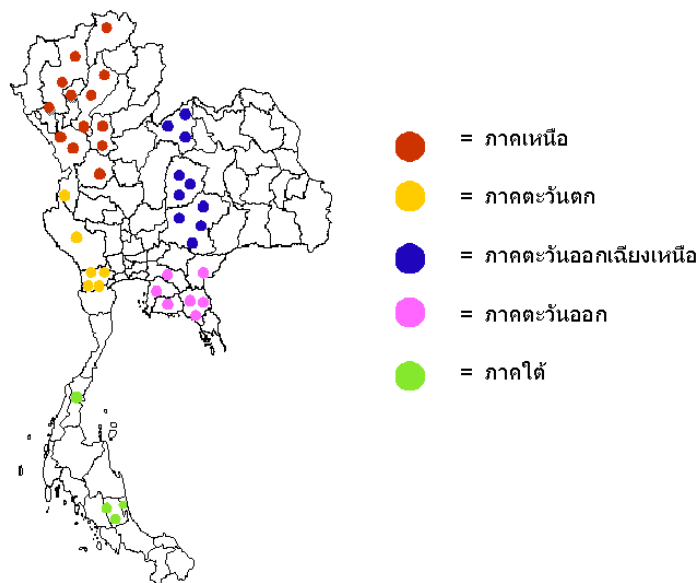 = ภาคเหนือ
= ภาคตะวันตก
= ภาคตะวันออกเฉียงเหนือ
= ภาคตะวันออก
= ภาคใต้